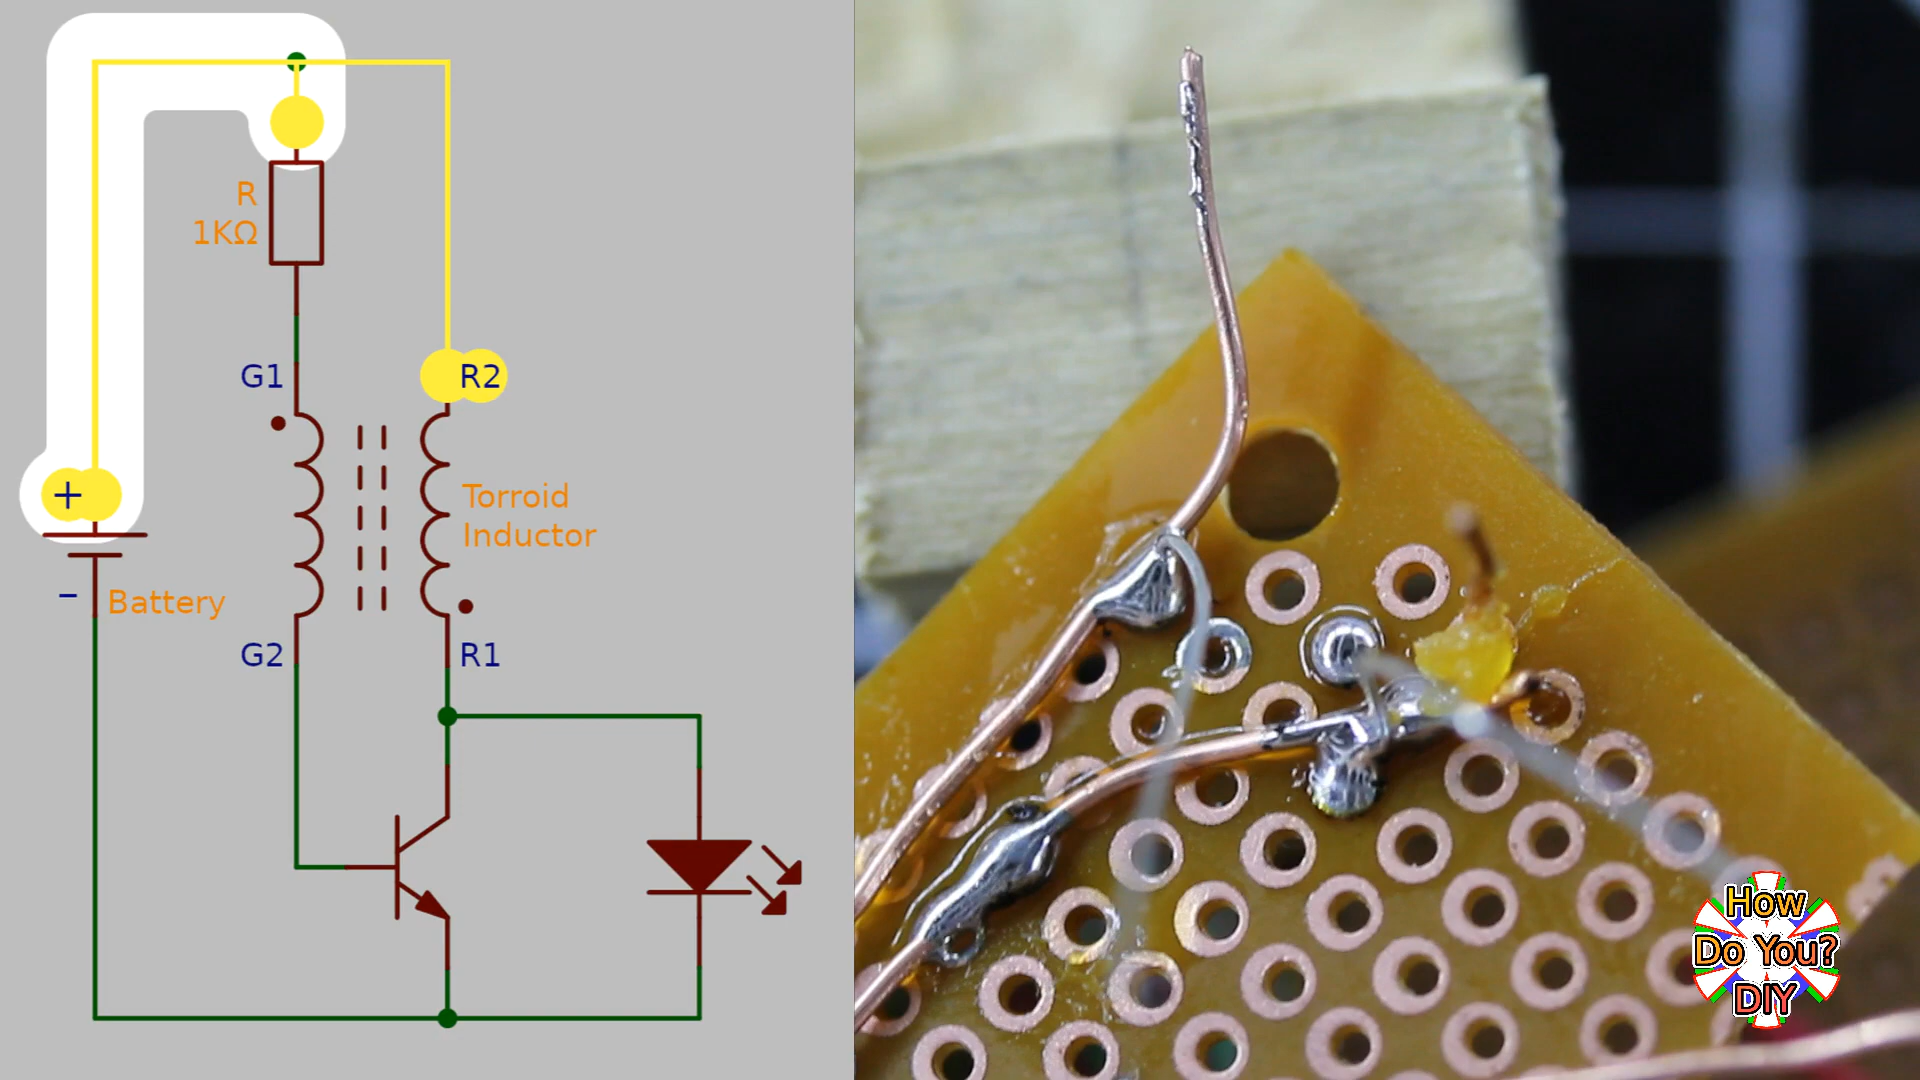 R
1KΩ
G1
R2
+
Torroid
Inductor
–
Battery
G2
R1
How
Do You?
DIY